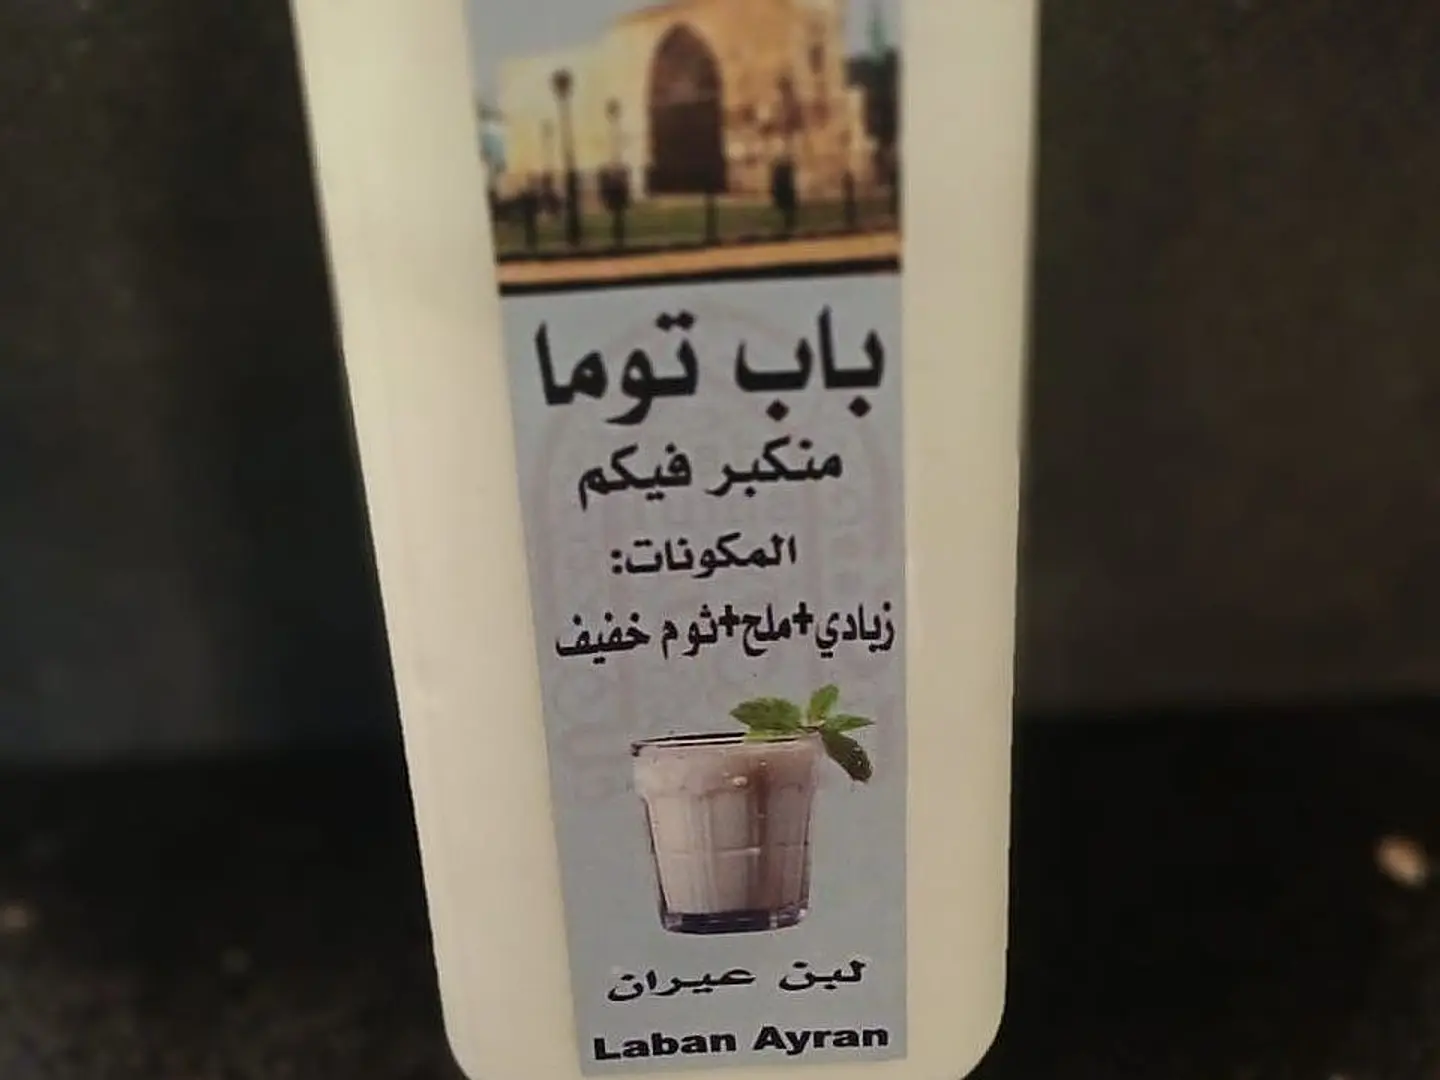 باب توما
منكبر فيكم
المكونات:
زبادي+ملح+ثوم خفيف
لبن عيران
Laban Ayran